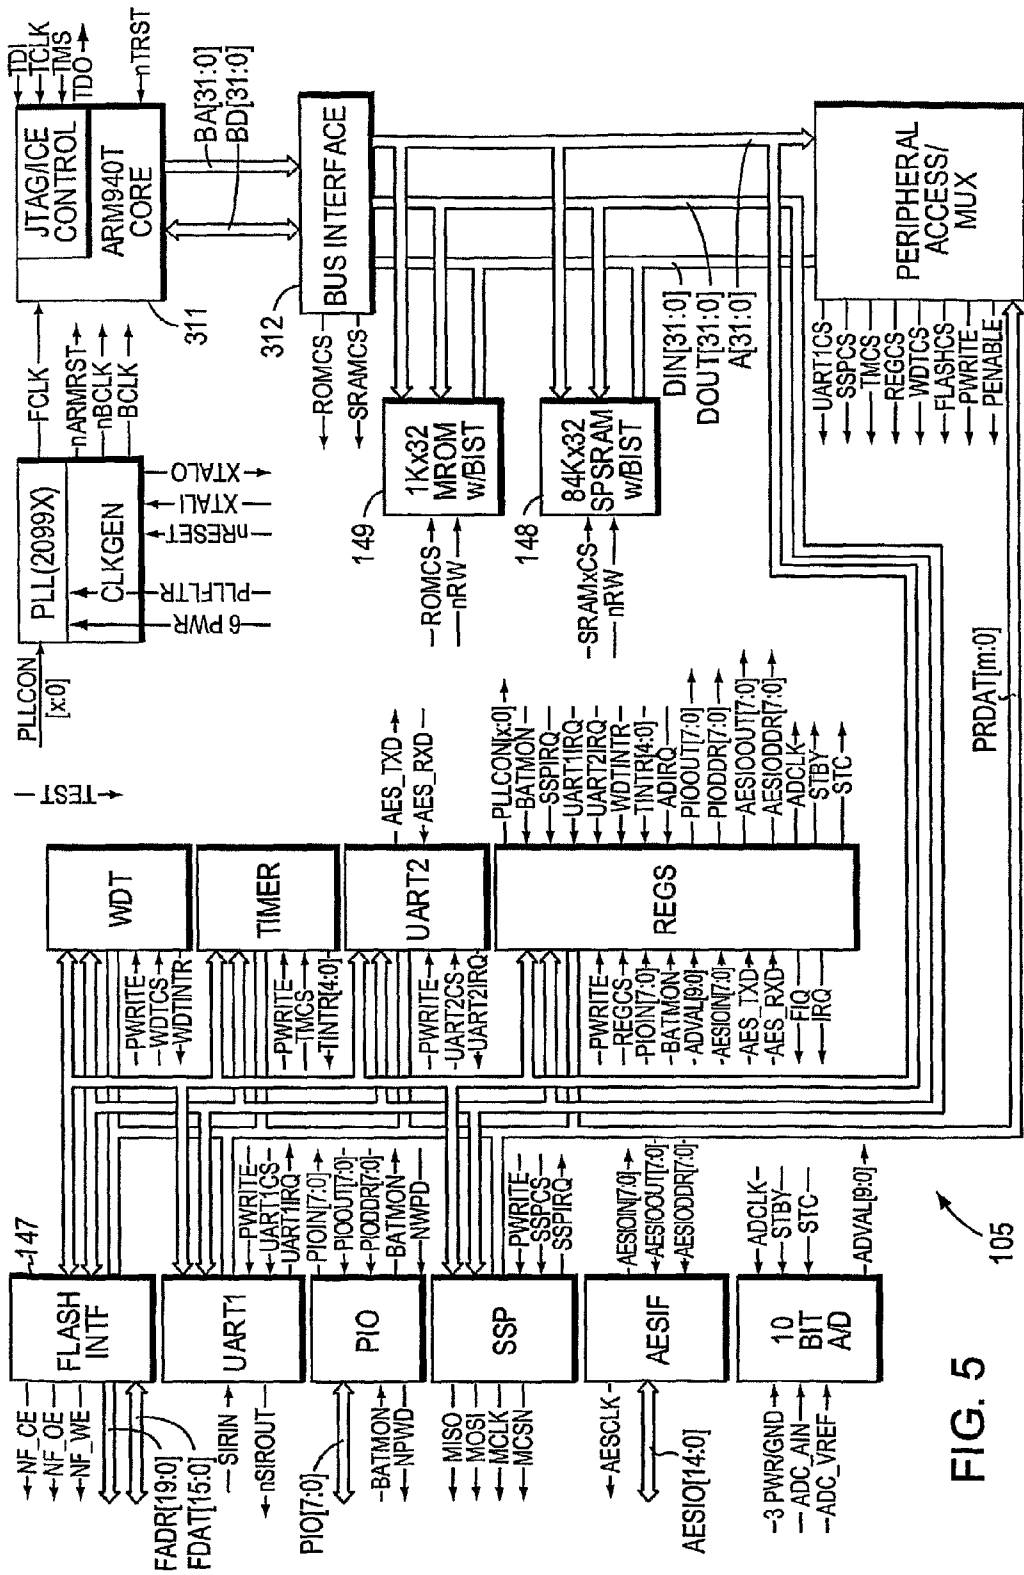 TDI
TCLK
TMS
TDO
nTRST
JTAG/ICE
CONTROL
ARM940T
CORE
311
BA[31:0]
BD[31:0]
BUS INTERFACE
312
ROMCS
SRAMCS
FCLK
nARMRST
nBCLK
BCLK
PLL(2099X)
CLKGEN
PLLCON
[x:0]
XTALO
XTALI
nRESET
PLLFLTR
6 PWR
TEST
1Kx32
MROM
w/BIST
149
ROMCS
nRW
84Kx32
SPSRAM
w/BIST
148
SRAMxCS
nRW
DIN[31:0]
DOUT[31:0]
A[31:0]
PERIPHERAL
ACCESS/
MUX
UART1CS
SSPCS
TMCS
REGCS
WDTCS
FLASHCS
PWRITE
PENABLE
PRDAT[m:0]
WDT
PWRITE
WDTCS
WDTINTR
TIMER
PWRITE
TMCS
TINTR[4:0]
UART2
AES_TXD
AES_RXD
PWRITE
UART2CS
UART2IRQ
REGS
PLLCON[x:0]
BATMON
SSPIRQ
UART1IRQ
UART2IRQ
WDTINTR
TINTR[4:0]
ADIRQ
PIOOUT[7:0]
PIODDR[7:0]
AESIOOUT[7:0]
AESIODDR[7:0]
ADCLK
STBY
STC
PWRITE
REGCS
PIOIN[7:0]
BATMON
ADVAL[9:0]
AESIOIN[7:0]
AES_TXD
AES_RXD
FIQ
IRQ
147
FLASH
INTF
NF_CE
NF_OE
NF_WE
FADR[19:0]
FDAT[15:0]
UART1
SIRIN
nSIROUT
PWRITE
UART1CS
UART1IRQ
PIO
PIO[7:0]
BATMON
NPWD
PIOIN[7:0]
PIOOUT[7:0]
PIODDR[7:0]
BATMON
NWPD
SSP
MISO
MOSI
MCLK
MCSN
PWRITE
SSPCS
SSPIRQ
AESIF
AESCLK
AESIO[14:0]
AESIOIN[7:0]
AESIOOUT[7:0]
AESIODDR[7:0]
10
BIT
A/D
3 PWR/GND
ADC_AIN
ADC_VREF
ADCLK
STBY
STC
ADVAL[9:0]
105
FIG. 5